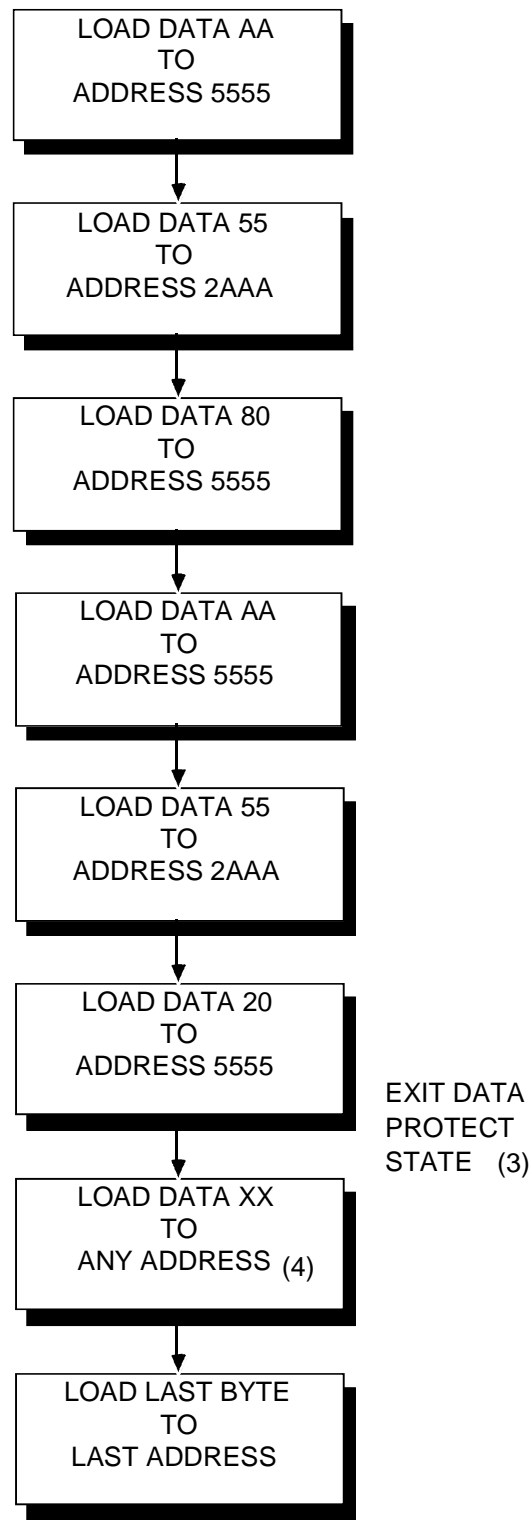 LOAD DATA AA
TO
ADDRESS 5555
LOAD DATA 55
TO
ADDRESS 2AAA
LOAD DATA 80
TO
ADDRESS 5555
LOAD DATA AA
TO
ADDRESS 5555
LOAD DATA 55
TO
ADDRESS 2AAA
LOAD DATA 20
TO
ADDRESS 5555
EXIT DATA
PROTECT
STATE (3)
LOAD DATA XX
TO
ANY ADDRESS (4)
LOAD LAST BYTE
TO
LAST ADDRESS